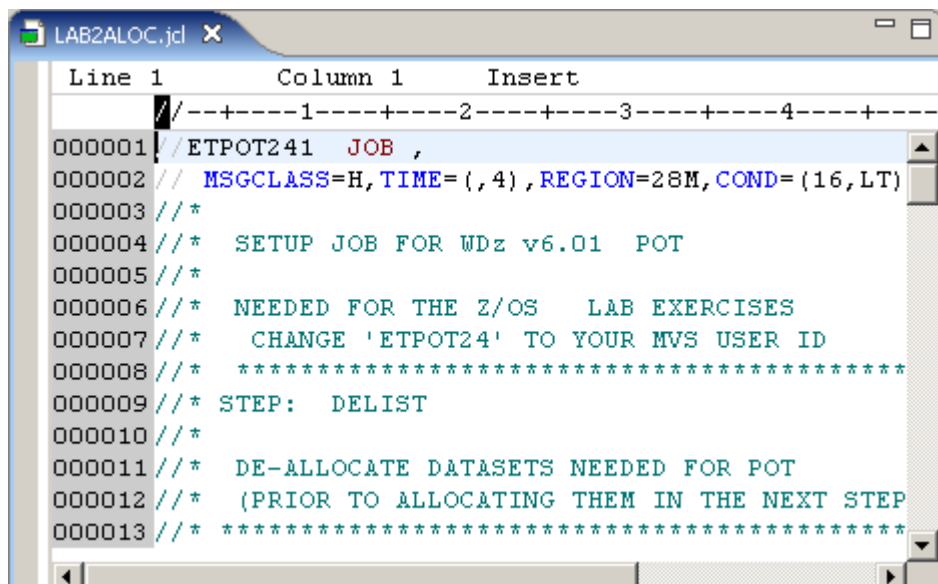 LAB2ALOC.jcl
Line 1 Column 1 Insert
//--+----1----+----2----+----3----+----4----+----
000001 //ETPOT241 JOB ,
000002 // MSGCLASS=H,TIME=(,4),REGION=28M,COND=(16,LT)
000003 //*
000004 //* SETUP JOB FOR WDz v6.01 POT
000005 //*
000006 //* NEEDED FOR THE Z/OS LAB EXERCISES
000007 //* CHANGE 'ETPOT24' TO YOUR MVS USER ID
000008 //* ******************************************
000009 //* STEP: DELIST
000010 //*
000011 //* DE-ALLOCATE DATASETS NEEDED FOR POT
000012 //* (PRIOR TO ALLOCATING THEM IN THE NEXT STEP
000013 //* *******************************************